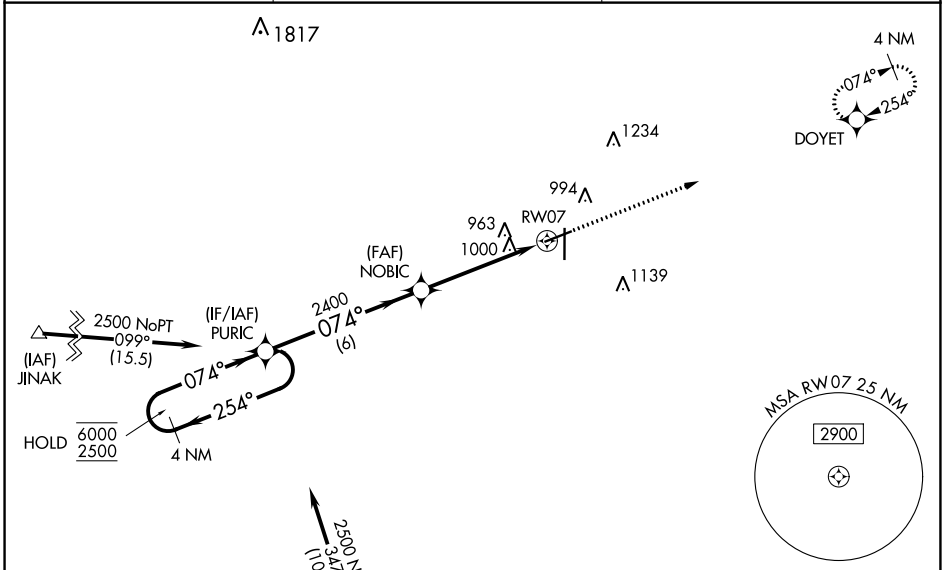 1817
4 NM
074°
254°
DOYET
1234
994
RW07
963
1000
(FAF)
NOBIC
1139
2400
074°
(6)
(IF/IAF)
PURIC
2500 NoPT
099°
(15.5)
(IAF)
JINAK
074°
254°
HOLD
6000
2500
4 NM
MSA RW07 25 NM
2900
2500
347